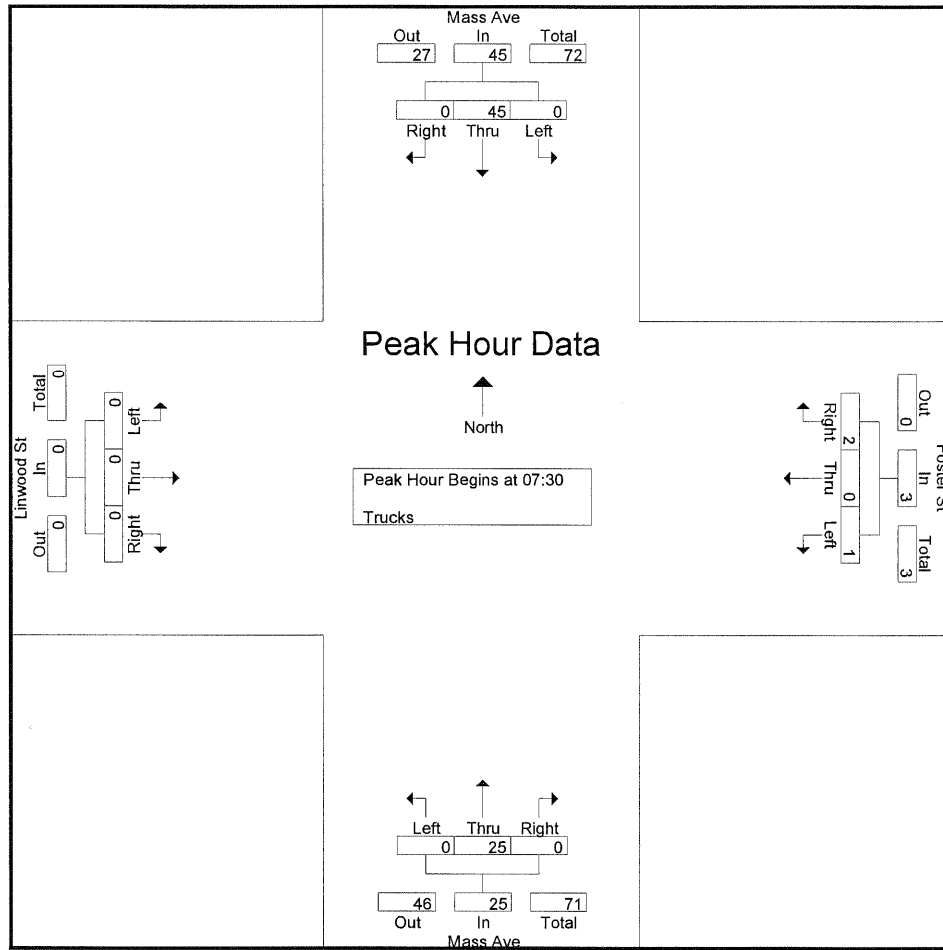 Mass Ave
Out In Total
27 45 72
0 45 0
Right Thru Left
Peak Hour Data
North
Peak Hour Begins at 07:30
Trucks
Linwood St
Total In Out
0 0 0
0 0 0
Left Thru Right
Right Thru Left
2 0 1
Out In Total
0 3 3
St
Left Thru Right
0 25 0
46 25 71
Out In Total
Mass Ave